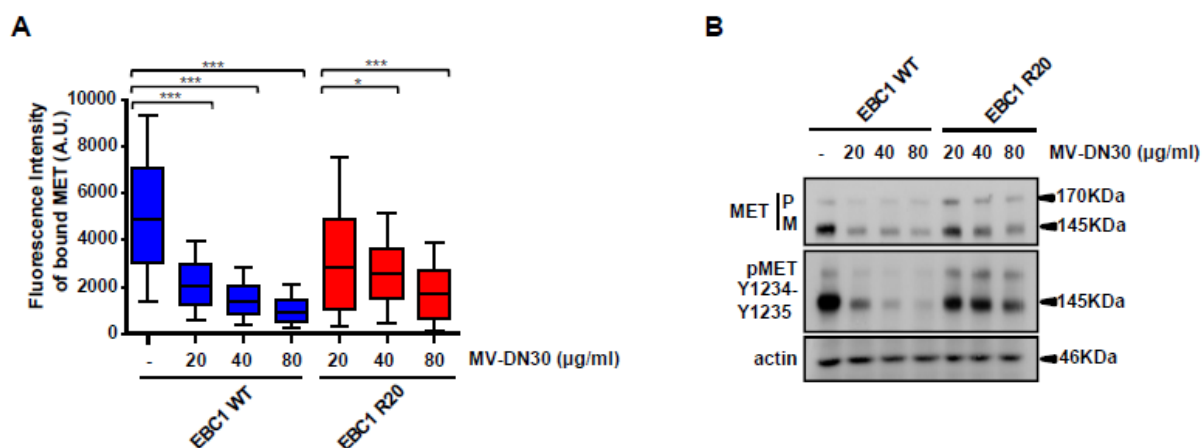 A
***
***
***
***
*
Fluorescence Intensity
of bound MET (A.U.)
10000
8000
6000
4000
2000
0
- 20 40 80 20 40 80 MV-DN30 (µg/ml)
EBC1 WT
EBC1 R20
B
EBC1 WT
EBC1 R20
- 20 40 80 20 40 80 MV-DN30 (µg/ml)
MET
P
170KDa
M
145KDa
pMET
Y1234-
Y1235
145KDa
actin
46KDa